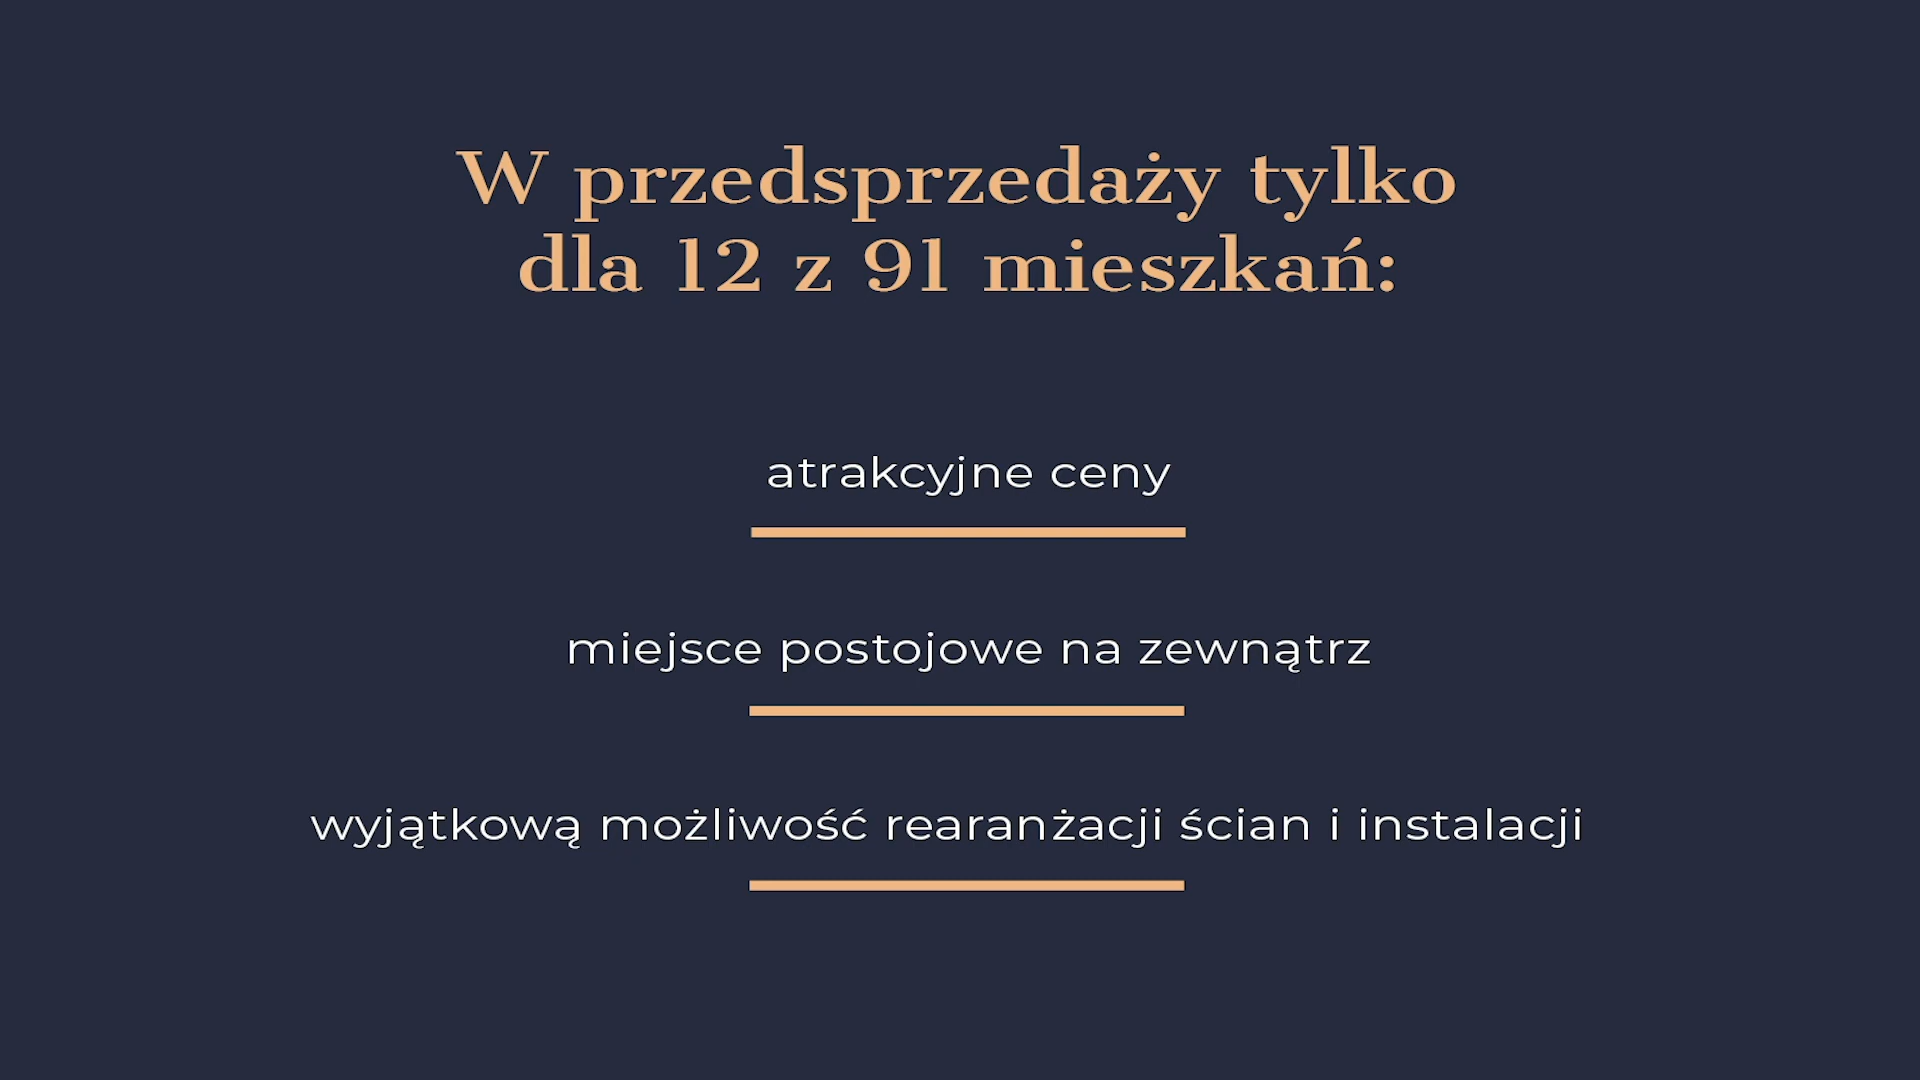 W przedsprzedaży tylko
dla 12 z 91 mieszkań:
atrakcyjne ceny
miejsce postojowe na zewnątrz
wyjątkową możliwość rearanżacji ścian i instalacji